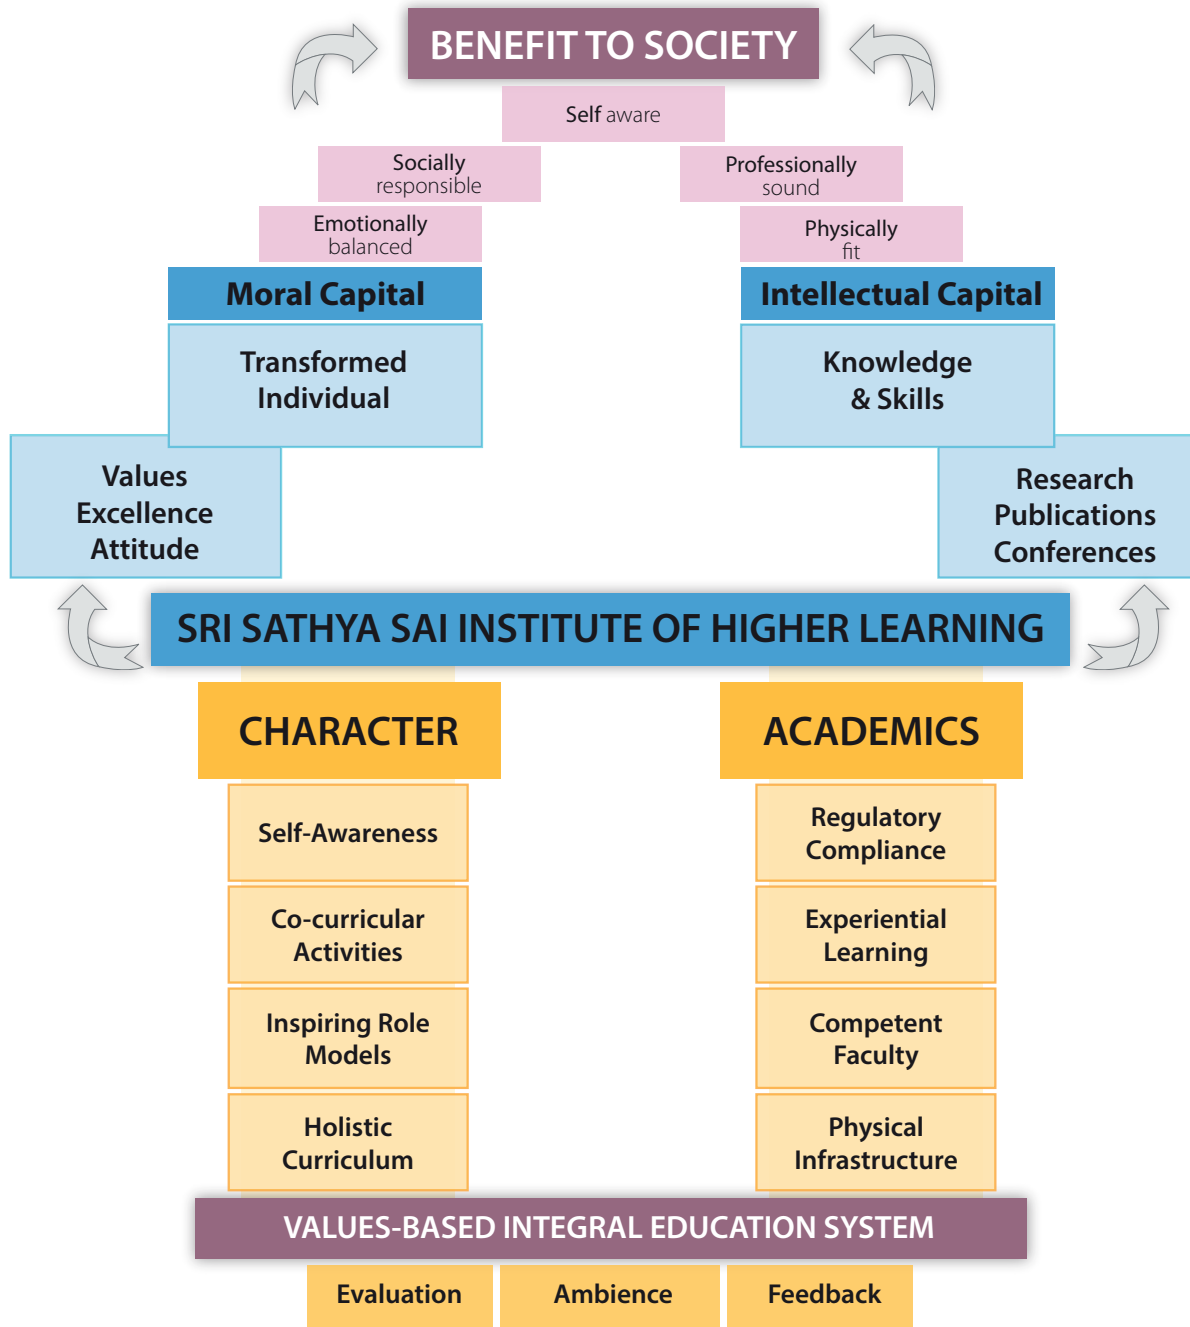 BENEFIT TO SOCIETY
Self aware
Socially
responsible
Professionally
sound
Emotionally
balanced
Physically
fit
Moral Capital
Intellectual Capital
Transformed
Individual
Knowledge
& Skills
Values
Excellence
Attitude
Research
Publications
Conferences
SRI SATHYA SAI INSTITUTE OF HIGHER LEARNING
CHARACTER
ACADEMICS
Self-Awareness
Regulatory
Compliance
Co-curricular
Activities
Experiential
Learning
Inspiring Role
Models
Competent
Faculty
Holistic
Curriculum
Physical
Infrastructure
VALUES-BASED INTEGRAL EDUCATION SYSTEM
Evaluation
Ambience
Feedback